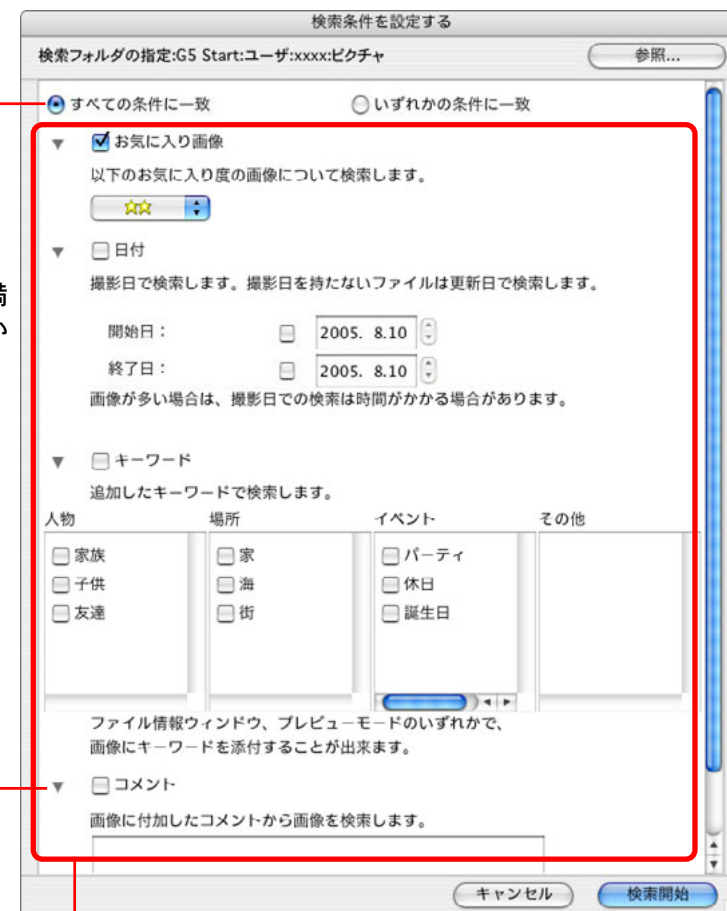 検索条件を設定する
検索フォルダの指定:G5 Start:ユーザ:xxxx:ピクチャ 参照...
すべての条件に一致 いずれかの条件に一致
お気に入り画像
以下のお気に入り度の画像について検索します。
☆☆
日付
撮影日で検索します。撮影日を持たないファイルは更新日で検索します。
開始日： 2005. 8.10
い
終了日： 2005. 8.10
画像が多い場合は、撮影日での検索は時間がかかる場合があります。
キーワード
追加したキーワードで検索します。
人物 場所 イベント その他
家族 家 パーティ
子供 海 休日
友達 街 誕生日
ファイル情報ウィンドウ、プレビューモードのいずれかで、
画像にキーワードを添付することが出来ます。
コメント
画像に付加したコメントから画像を検索します。
キャンセル 検索開始